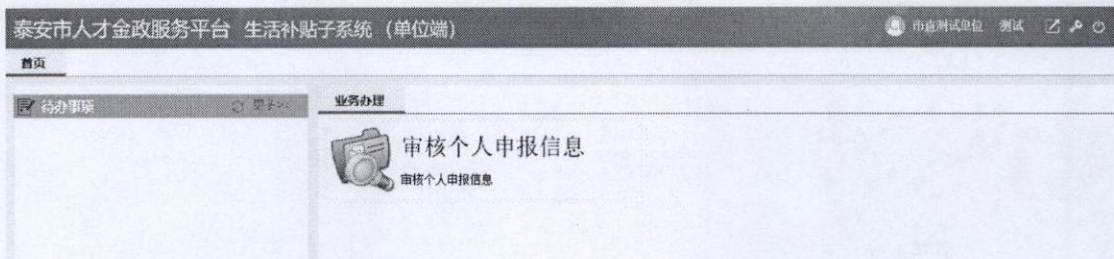 泰安市人才金政服务平台 生活补贴子系统（单位端）
市直测试单位 测试
首页
待办事项 更多>>
业务办理
审核个人申报信息
审核个人申报信息